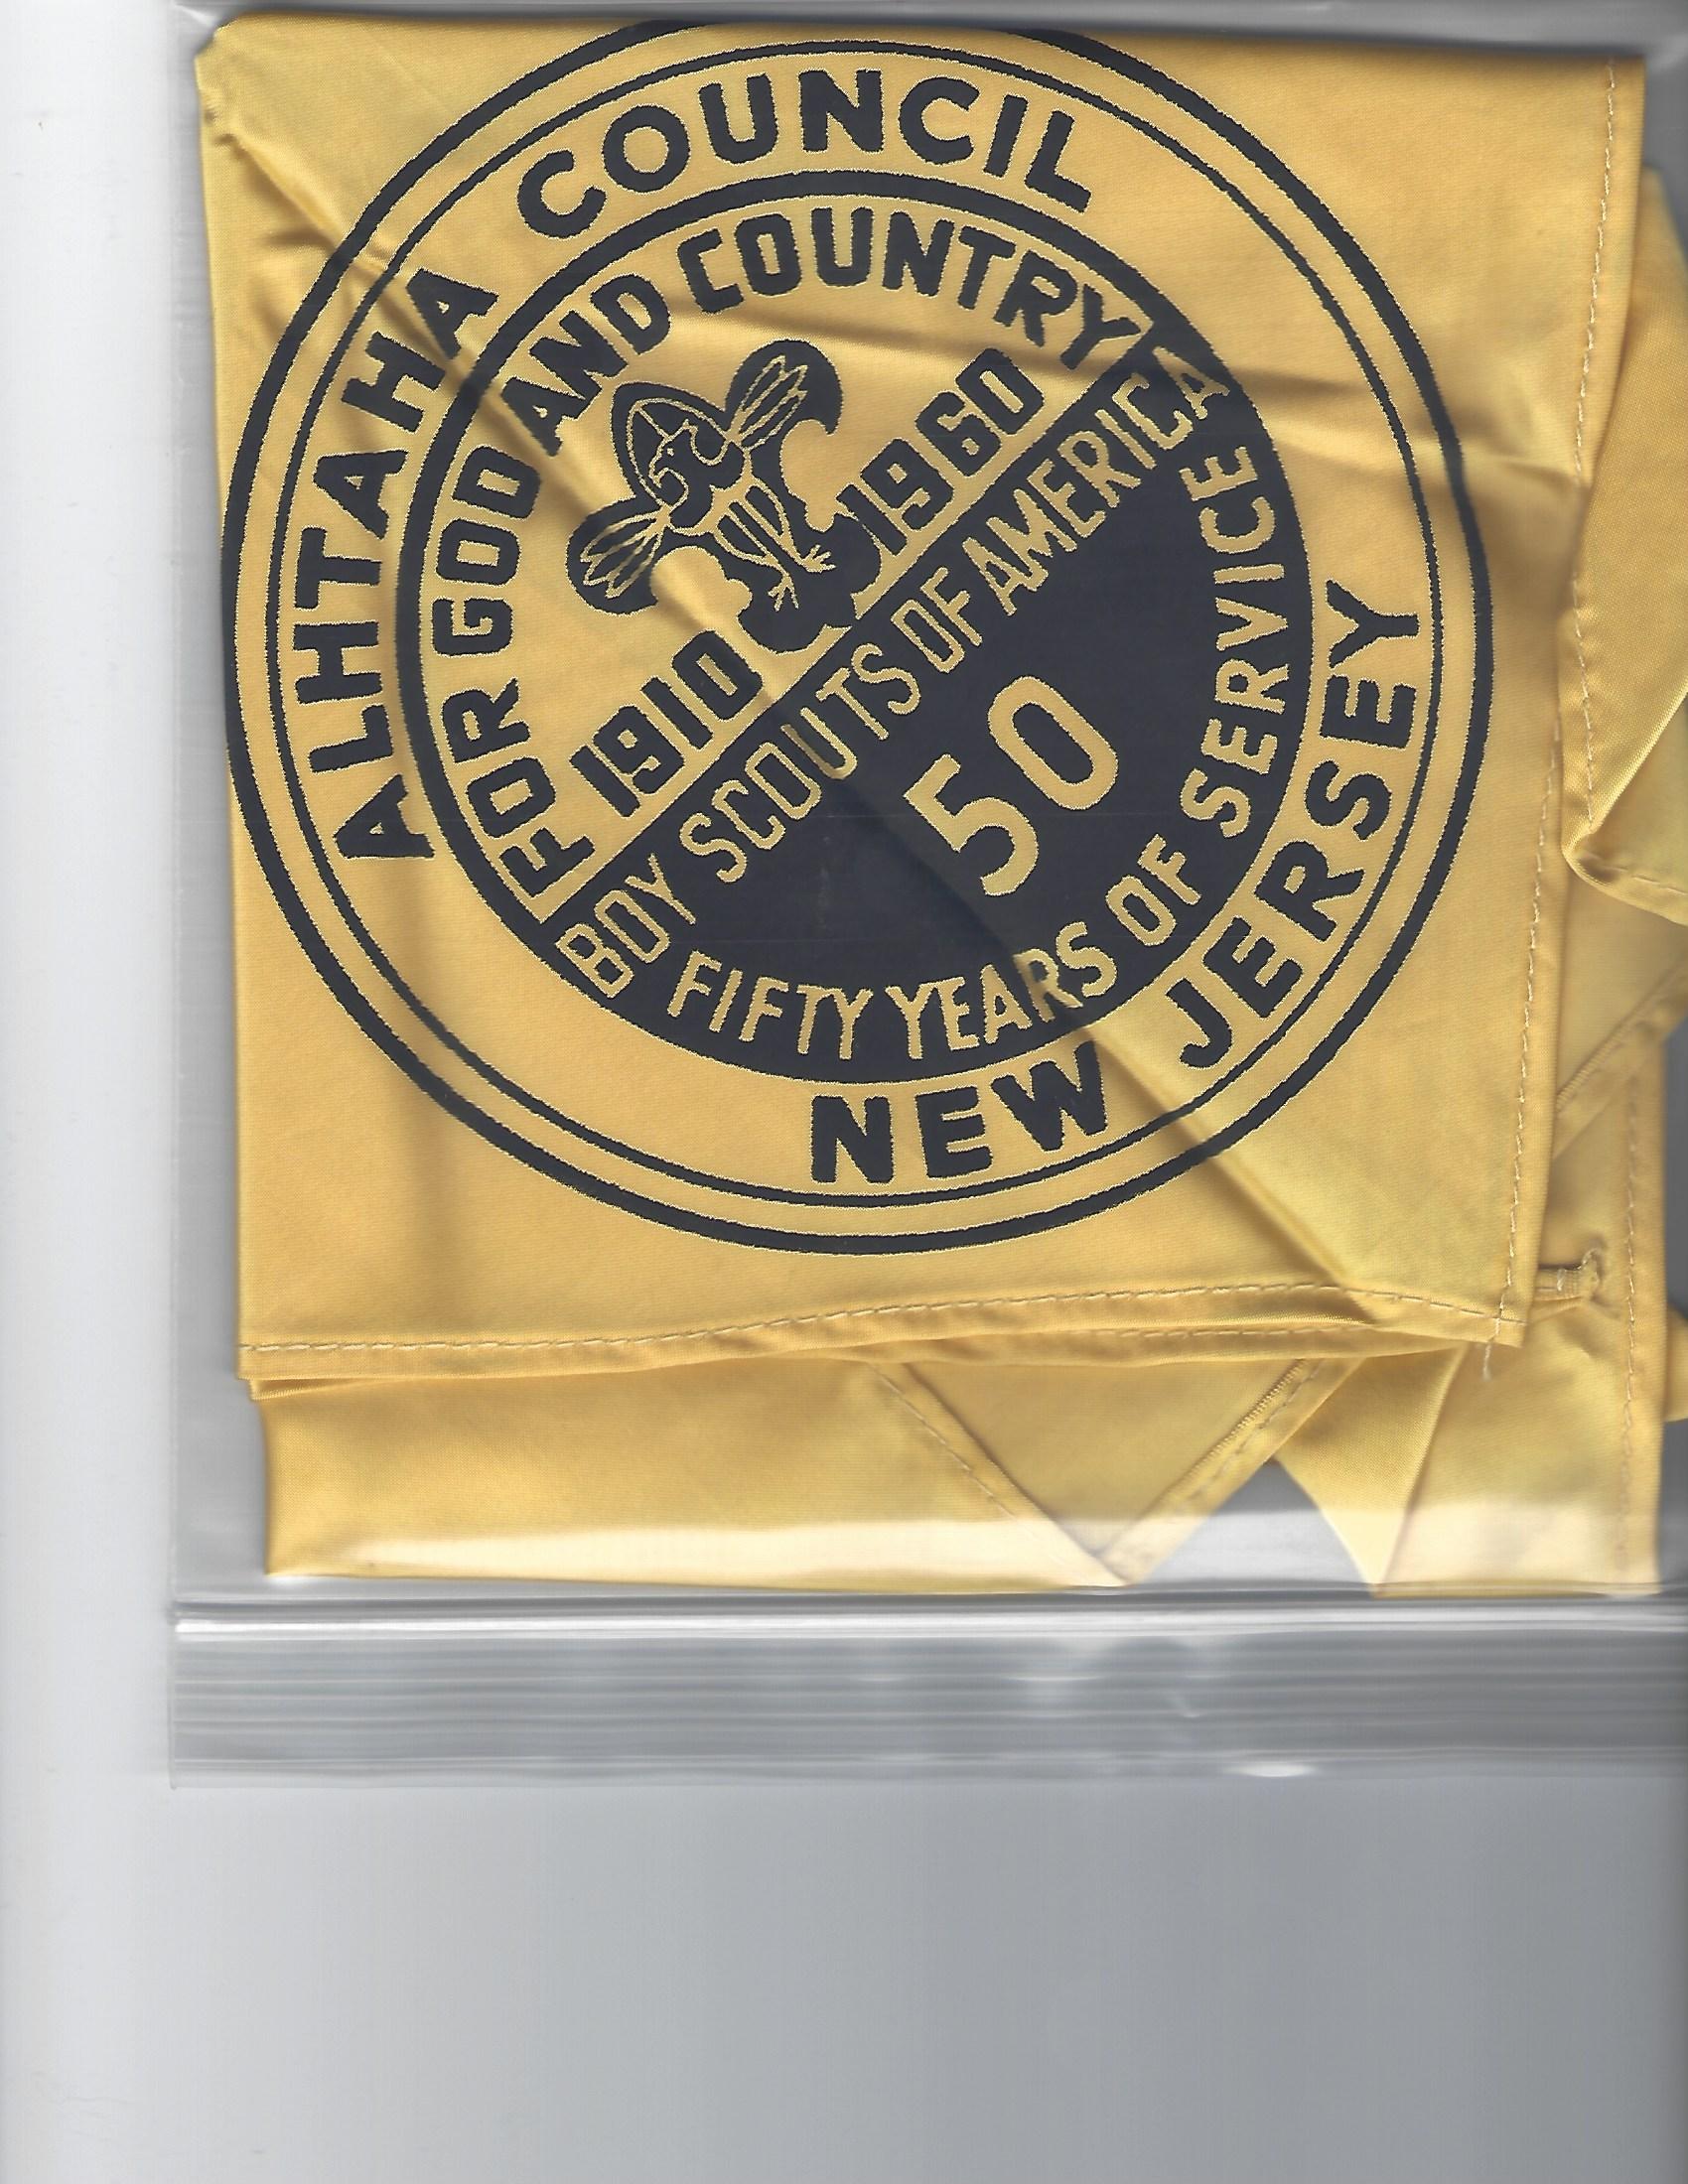 ALHTAHA COUNCIL
FOR GOD AND COUNTRY
1910 1960
BOY SCOUTS OF AMERICA
50
FIFTY YEARS OF SERVICE
NEW JERSEY